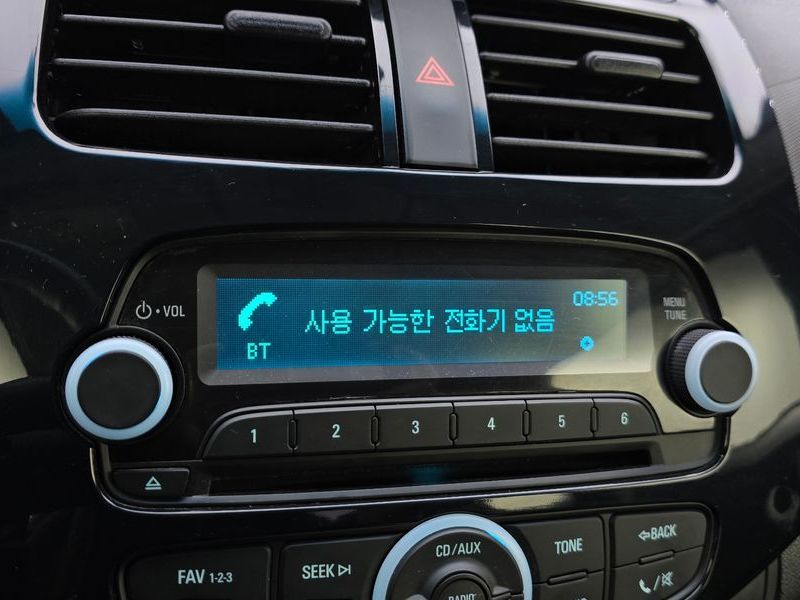 VOL
MENU
TUNE
08:56
사용 가능한 전화기 없음
BT
1 2 3 4 5 6
FAV 1-2-3
SEEK
CD/AUX
RADIO
TONE
BACK